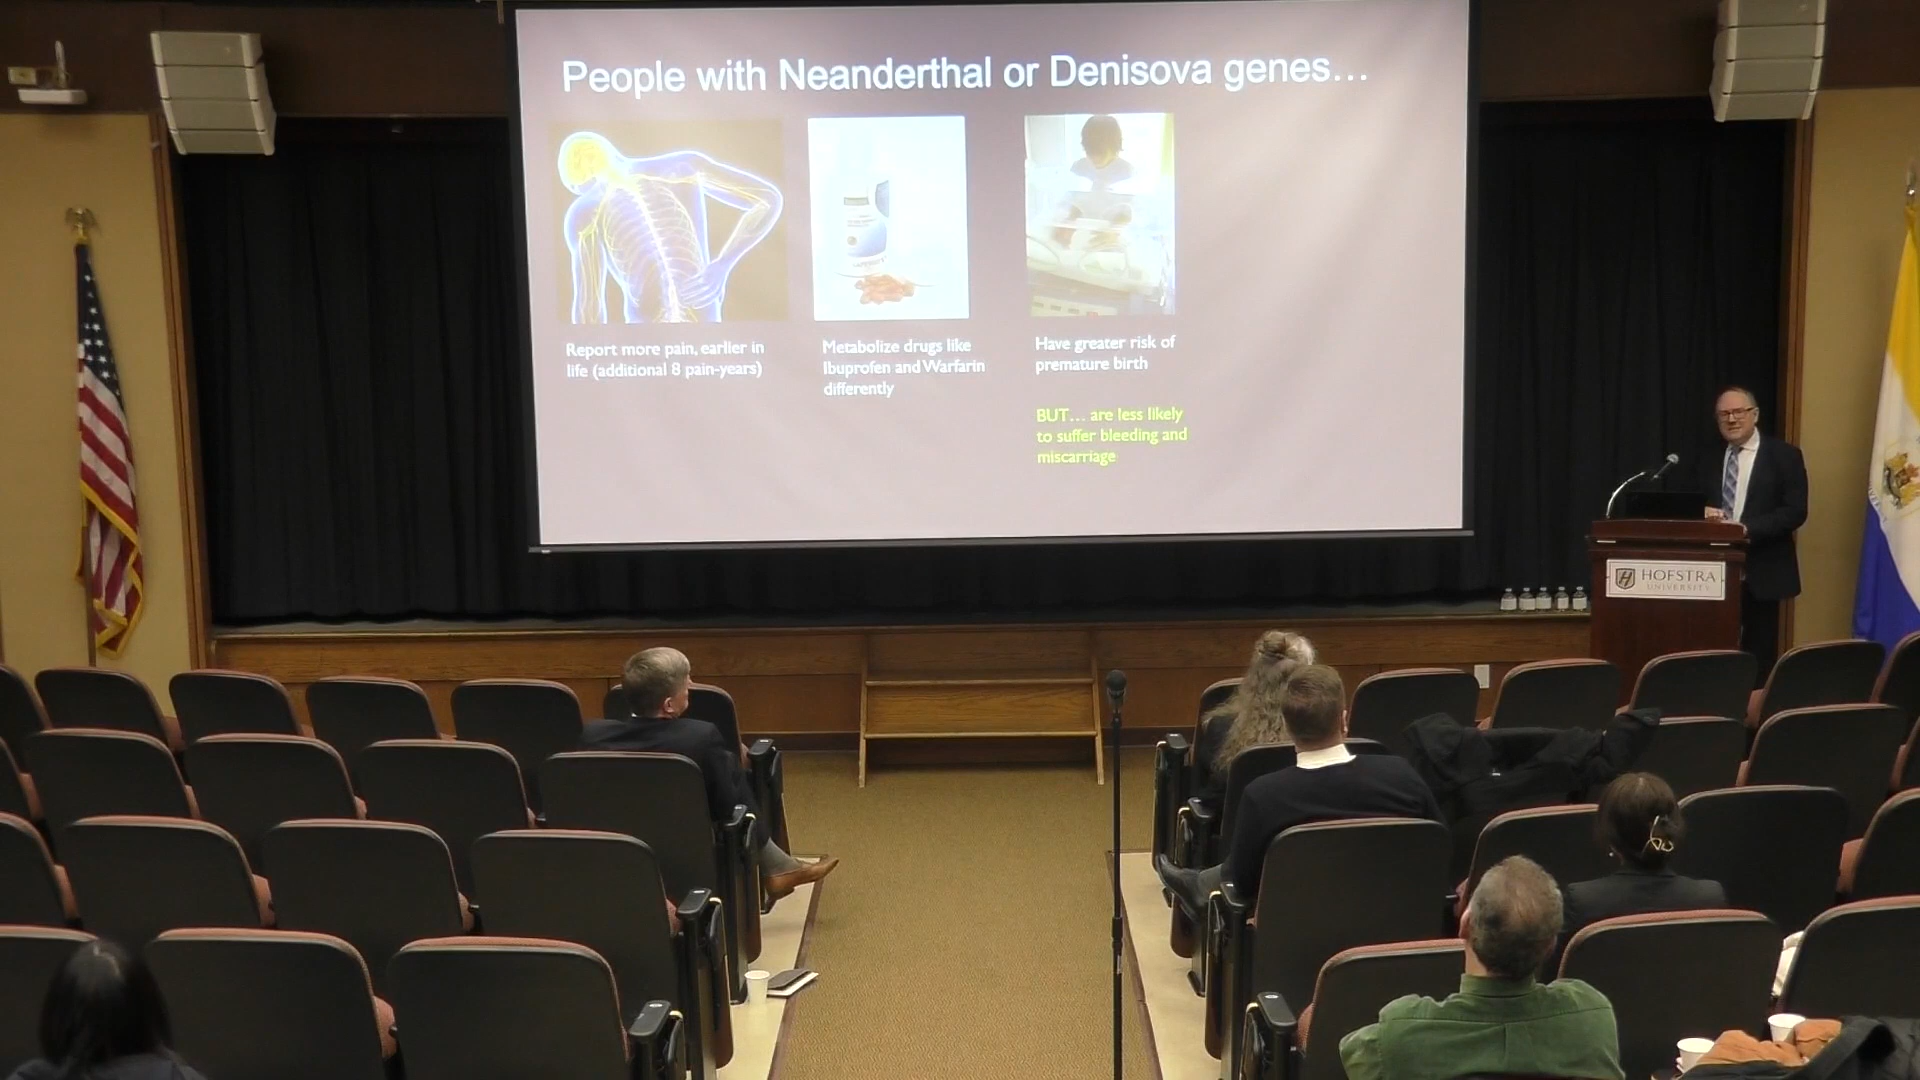 People with Neanderthal or Denisova genes...
Report more pain, earlier in
life (additional 8 pain-years)
Metabolize drugs like
Ibuprofen and Warfarin
differently
Have greater risk of
premature birth
BUT... are less likely
to suffer bleeding and
miscarriage
HOFSTRA
UNIVERSITY